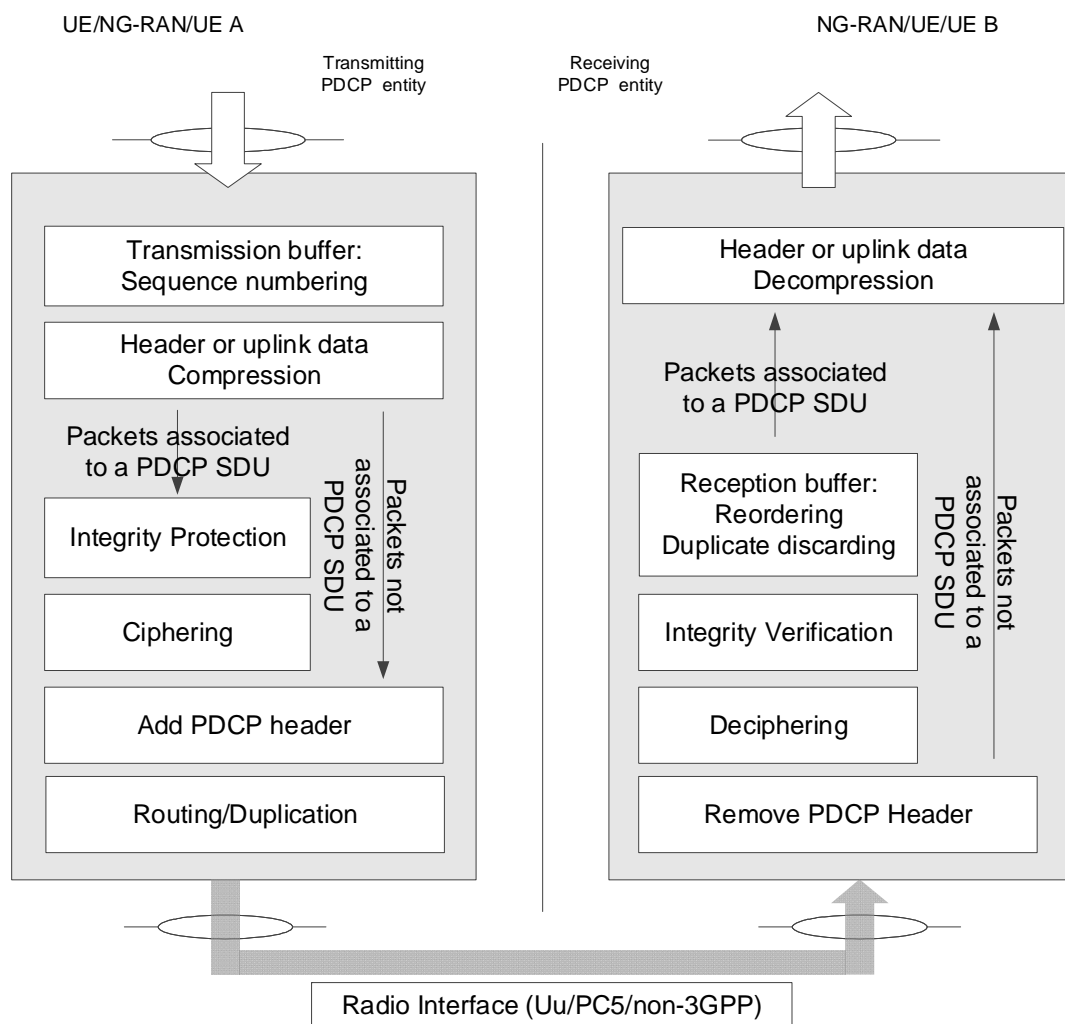 UE/NG-RAN/UE A
NG-RAN/UE/UE B
Transmitting
PDCP entity
Receiving
PDCP entity
Transmission buffer:
Sequence numbering
Header or uplink data
Compression
Packets associated
to a PDCP SDU
Packets not
associated to a
PDCP SDU
Integrity Protection
Ciphering
Add PDCP header
Routing/Duplication
Header or uplink data
Decompression
Packets associated
to a PDCP SDU
Reception buffer:
Reordering
Duplicate discarding
Packets not
associated to a
PDCP SDU
Integrity Verification
Deciphering
Remove PDCP Header
Radio Interface (Uu/PC5/non-3GPP)